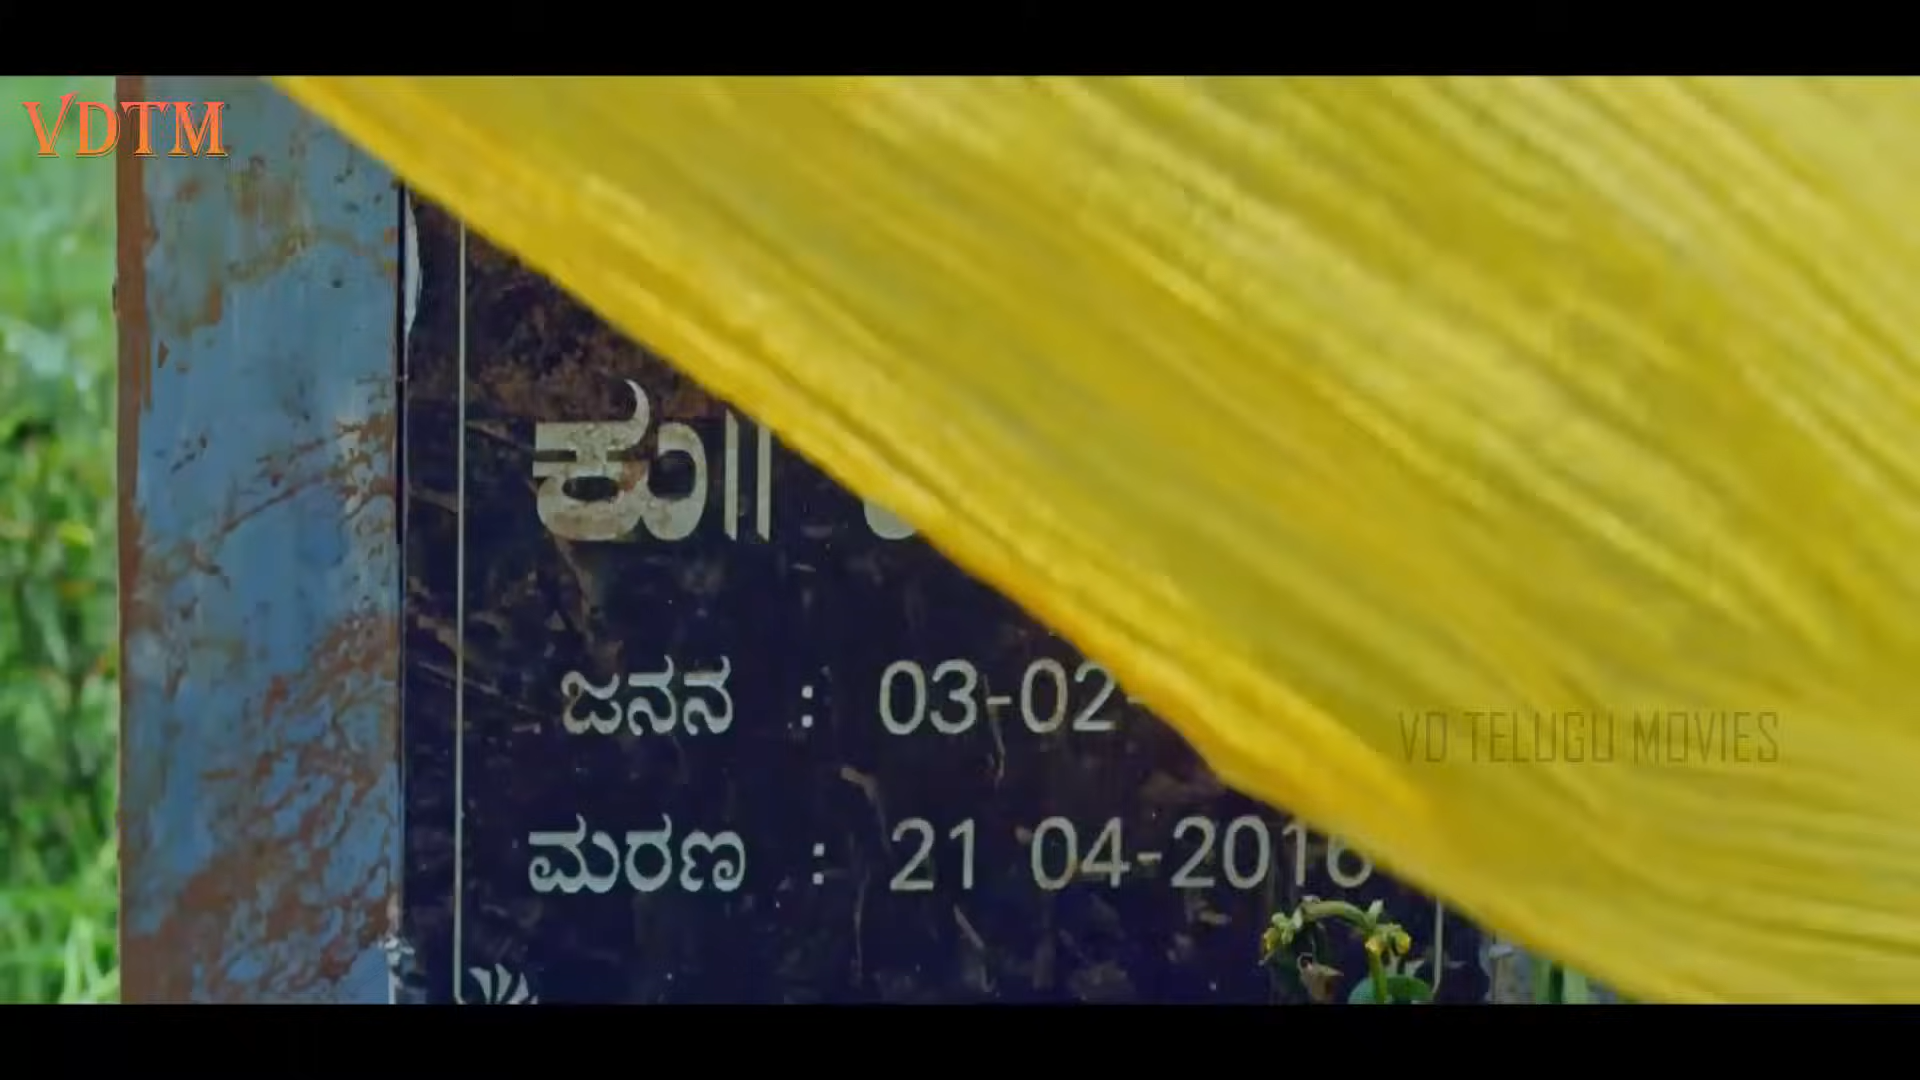 VDTM
ಕು||
ಜನನ : 03-02-
VD TELUGU MOVIES
ಮರಣ : 21 04-2016